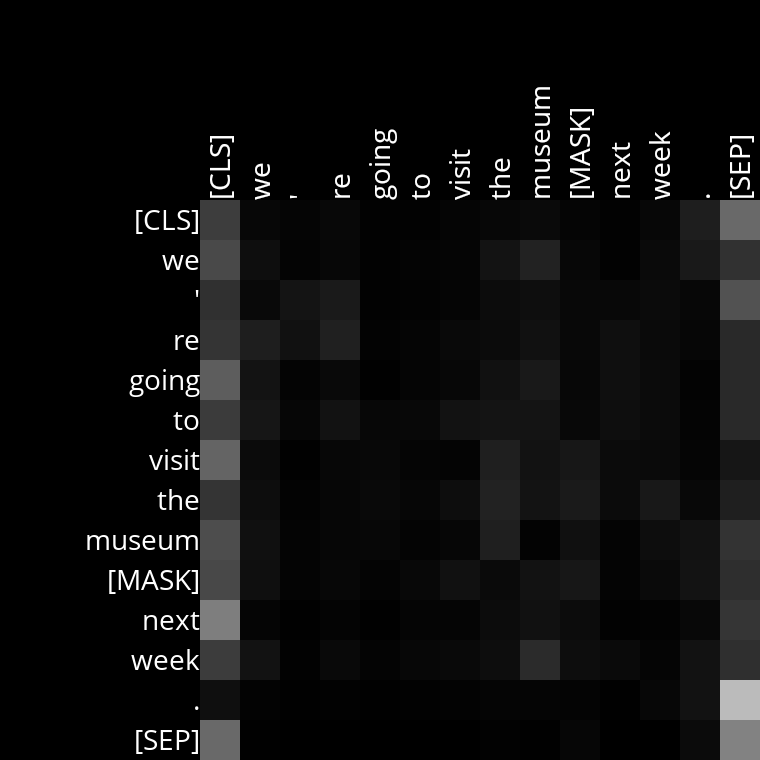 [CLS] we ' re going to visit the museum [MASK] next week . [SEP]
[CLS]
we
'
re
going
to
visit
the
museum
[MASK]
next
week
.
[SEP]